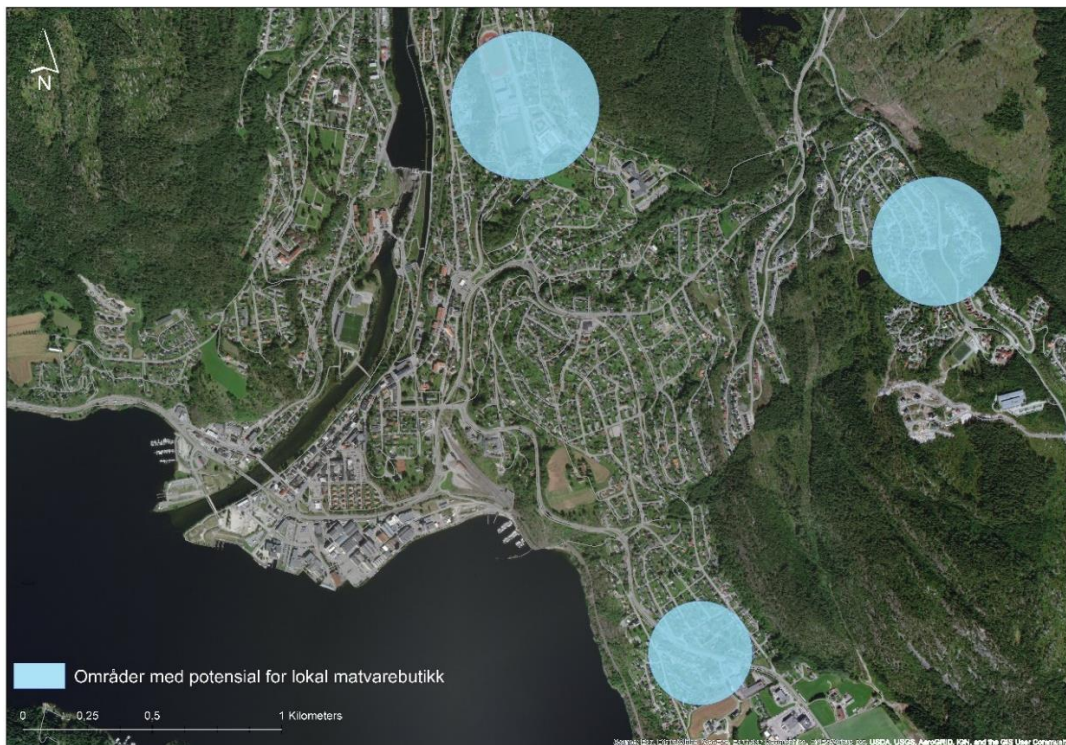 N
Områder med potensial for lokal matvarebutikk
0 0,25 0,5 1 Kilometers
USDA, USGS, AeroGRID, IGN, and the GIS User Community